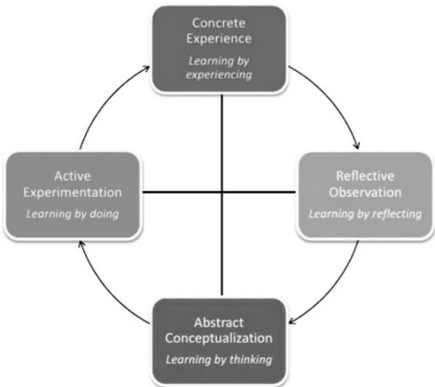 Concrete
Experience
Learning by
experiencing
Active
Experimentation
Learning by doing
Reflective
Observation
Learning by reflecting
Abstract
Conceptualization
Learning by thinking